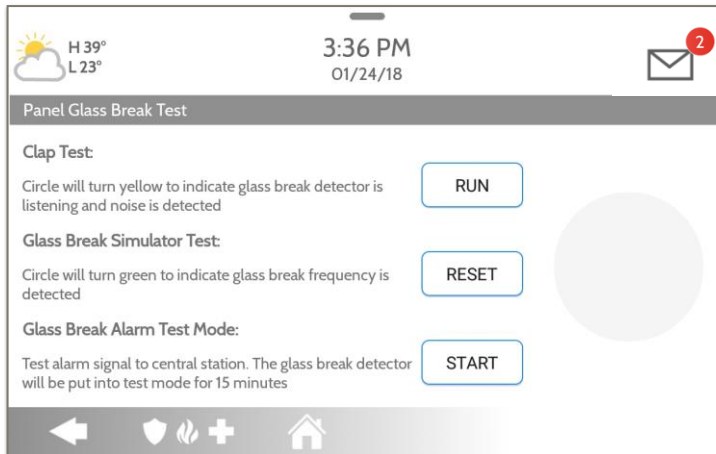 H 39°
L 23°
3:36 PM
01/24/18
2
Panel Glass Break Test
Clap Test:
Circle will turn yellow to indicate glass break detector is
listening and noise is detected
RUN
Glass Break Simulator Test:
Circle will turn green to indicate glass break frequency is
detected
RESET
Glass Break Alarm Test Mode:
Test alarm signal to central station. The glass break detector
will be put into test mode for 15 minutes
START